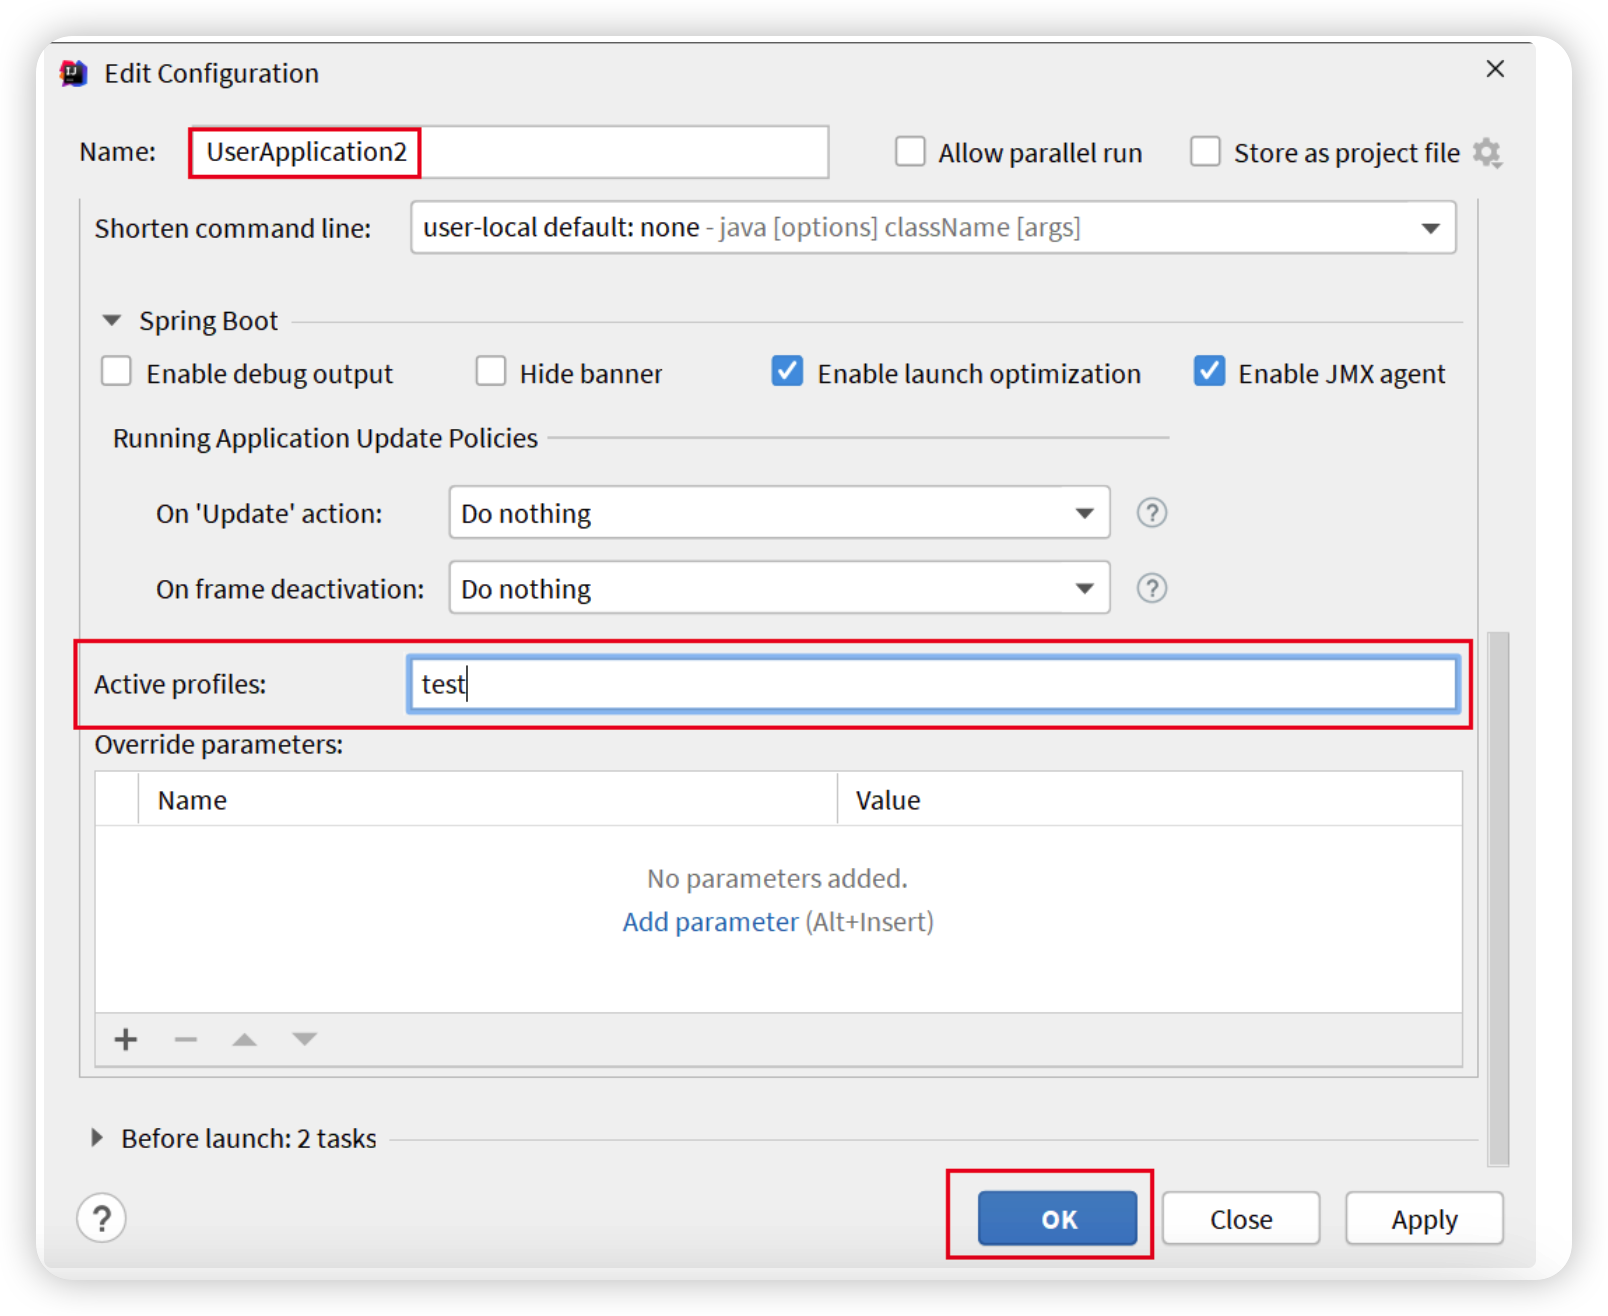 Edit Configuration
Name: UserApplication2 Allow parallel run Store as project file
Shorten command line: user-local default: none - java [options] className [args]
Spring Boot
Enable debug output Hide banner Enable launch optimization Enable JMX agent
Running Application Update Policies
On 'Update' action: Do nothing ?
On frame deactivation: Do nothing ?
Active profiles: test
Override parameters:
Name Value
No parameters added.
Add parameter (Alt+Insert)
Before launch: 2 tasks
? OK Close Apply